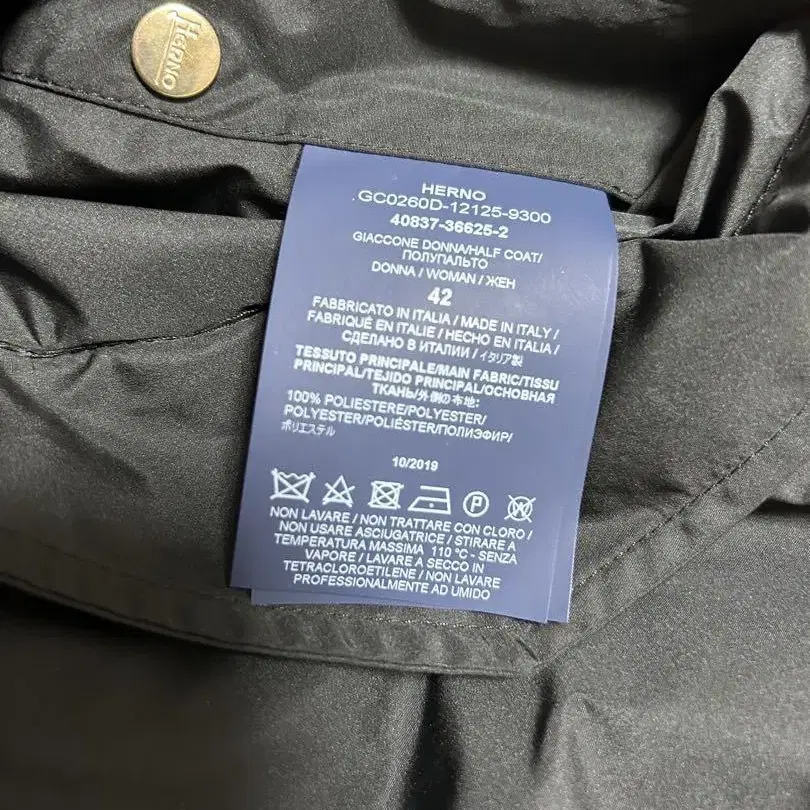 HERNO
HERNO
GC0260D-12125-9300
40837-36625-2
GIACCONE DONNA/HALF COAT/
ПОЛУПАЛЬТО
DONNA / WOMAN / ЖЕН
42
FABBRICATO IN ITALIA / MADE IN ITALY /
FABRIQUÉ EN ITALIE / HECHO EN ITALIA /
СДЕЛАНО В ИТАЛИИ / イタリア製
TESSUTO PRINCIPALE/MAIN FABRIC/TISSU
PRINCIPAL/TEJIDO PRINCIPAL/ОСНОВНАЯ
ТКАНЬ/外側の布地:
100% POLIESTERE/POLYESTER/
POLYESTER/POLIÉSTER/ПОЛИЭФИР/
ポリエステル
10/2019
P
W
NON LAVARE / NON TRATTARE CON CLORO /
NON USARE ASCIUGATRICE / STIRARE A
TEMPERATURA MASSIMA 110 °C - SENZA
VAPORE / LAVARE A SECCO IN
TETRACLOROETILENE / NON LAVARE
PROFESSIONALMENTE AD UMIDO